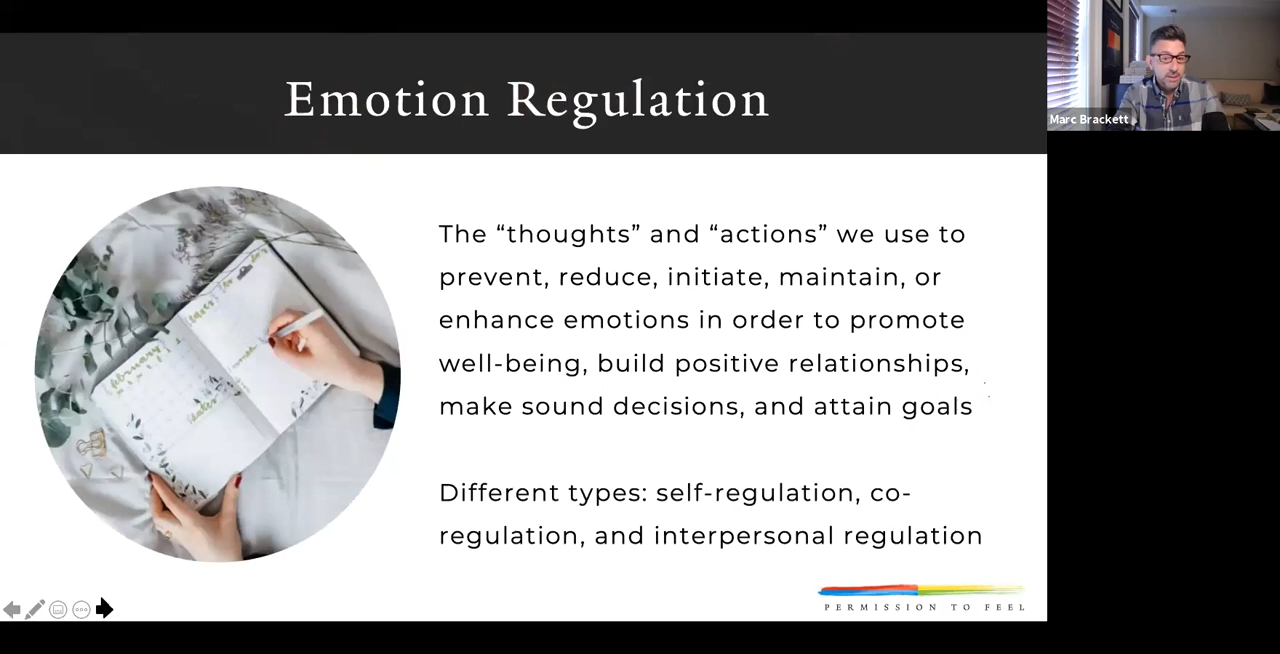 Emotion Regulation
Marc Brackett
The “thoughts” and “actions” we use to
prevent, reduce, initiate, maintain, or
enhance emotions in order to promote
well-being, build positive relationships,
make sound decisions, and attain goals
Different types: self-regulation, co-
regulation, and interpersonal regulation
february
PERMISSION TO FEEL